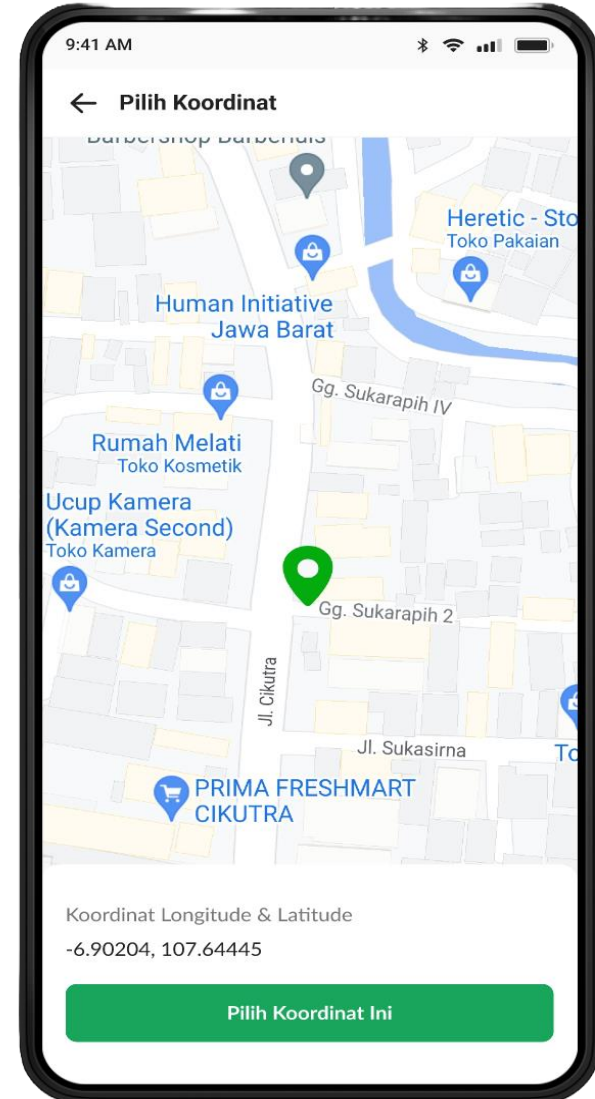 9:41 AM
Pilih Koordinat
Barbershop Barbehuis
Heretic - Sto
Toko Pakaian
Human Initiative
Jawa Barat
Gg. Sukarapih IV
Rumah Melati
Toko Kosmetik
Ucup Kamera
(Kamera Second)
Toko Kamera
Gg. Sukarapih 2
Jl. Cikutra
Jl. Sukasirna
To
PRIMA FRESHMART
CIKUTRA
Koordinat Longitude & Latitude
-6.90204, 107.64445
Pilih Koordinat Ini